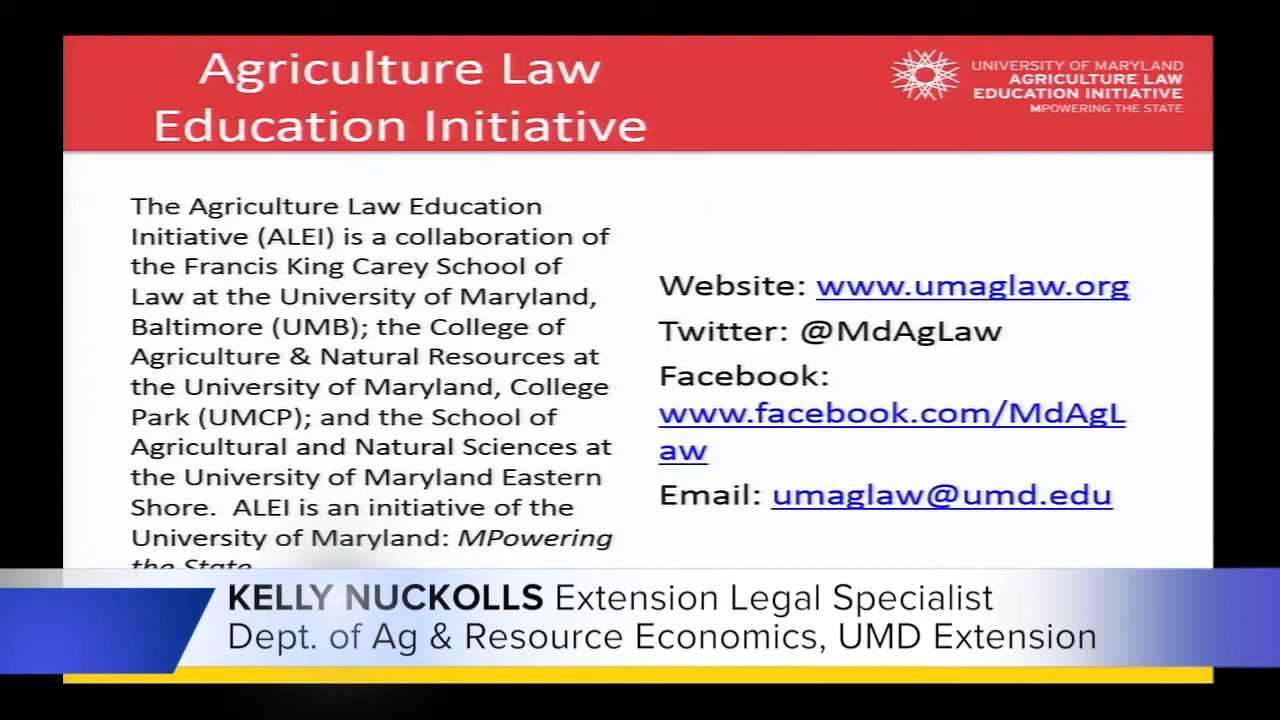 Agriculture Law
Education Initiative
UNIVERSITY OF MARYLAND
AGRICULTURE LAW
EDUCATION INITIATIVE
MPOWERING THE STATE
The Agriculture Law Education
Initiative (ALEI) is a collaboration of
the Francis King Carey School of
Law at the University of Maryland,
Baltimore (UMB); the College of
Agriculture & Natural Resources at
the University of Maryland, College
Park (UMCP); and the School of
Agricultural and Natural Sciences at
the University of Maryland Eastern
Shore.  ALEI is an initiative of the
University of Maryland: MPowering
the State
Website: www.umaglaw.org
Twitter: @MdAgLaw
Facebook:
www.facebook.com/MdAgL
aw
Email: umaglaw@umd.edu
KELLY NUCKOLLS Extension Legal Specialist
Dept. of Ag & Resource Economics, UMD Extension